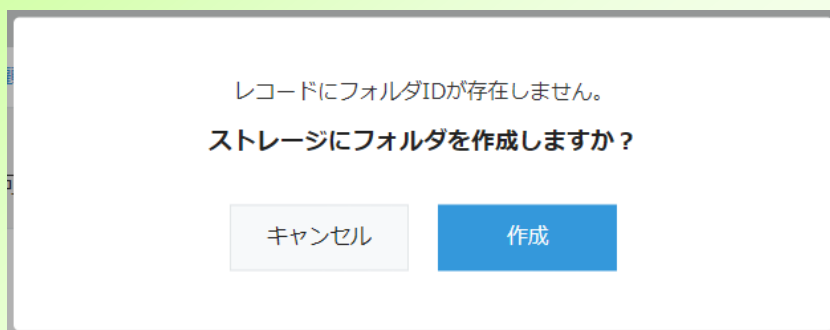 レコードにフォルダIDが存在しません。
ストレージにフォルダを作成しますか？
キャンセル
作成